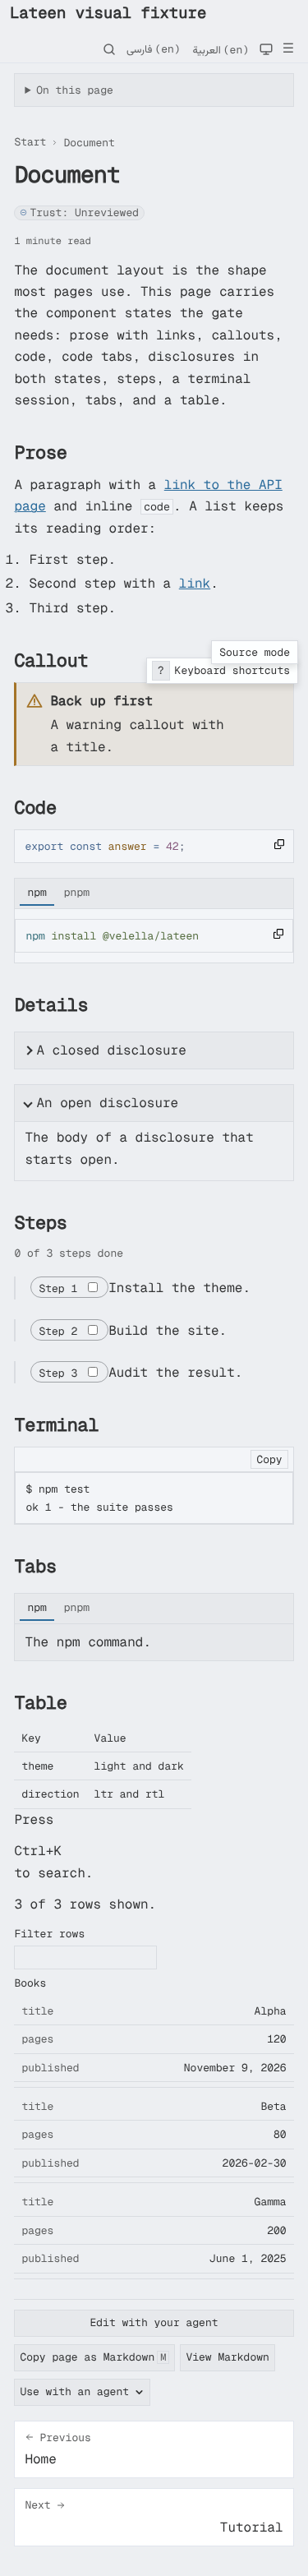 Lateen visual fixture
فارسی (en) العربية (en)
On this page
Start › Document
Document
Trust: Unreviewed
1 minute read
The document layout is the shape
most pages use. This page carries
the component states the gate
needs: prose with links, callouts,
code, code tabs, disclosures in
both states, steps, a terminal
session, tabs, and a table.
Prose
A paragraph with a link to the API
page and inline code. A list keeps
its reading order:
1. First step.
2. Second step with a link.
3. Third step.
Source mode
Callout
? Keyboard shortcuts
Back up first
A warning callout with
a title.
Code
export const answer = 42;
npm pnpm
npm install @velella/lateen
Details
A closed disclosure
An open disclosure
The body of a disclosure that
starts open.
Steps
0 of 3 steps done
Step 1 Install the theme.
Step 2 Build the site.
Step 3 Audit the result.
Terminal
Copy
$ npm test
ok 1 - the suite passes
Tabs
npm pnpm
The npm command.
Table
Key Value
theme light and dark
direction ltr and rtl
Press
Ctrl+K
to search.
3 of 3 rows shown.
Filter rows
Books
title Alpha
pages 120
published November 9, 2026
title Beta
pages 80
published 2026-02-30
title Gamma
pages 200
published June 1, 2025
Edit with your agent
Copy page as Markdown M View Markdown
Use with an agent
← Previous
Home
Next →
Tutorial